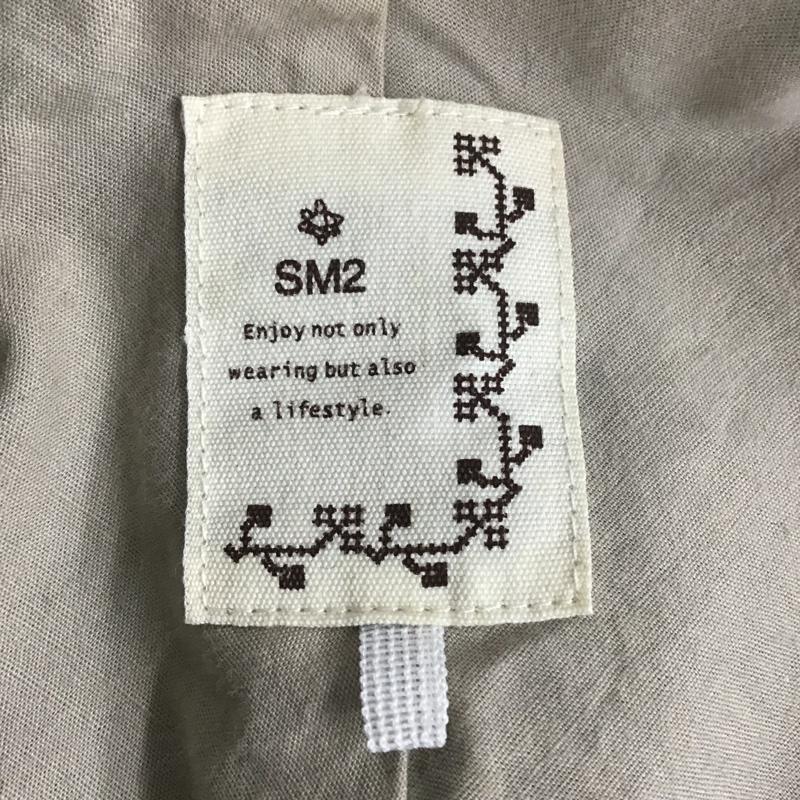 SM2
Enjoy not only
wearing but also
a lifestyle.